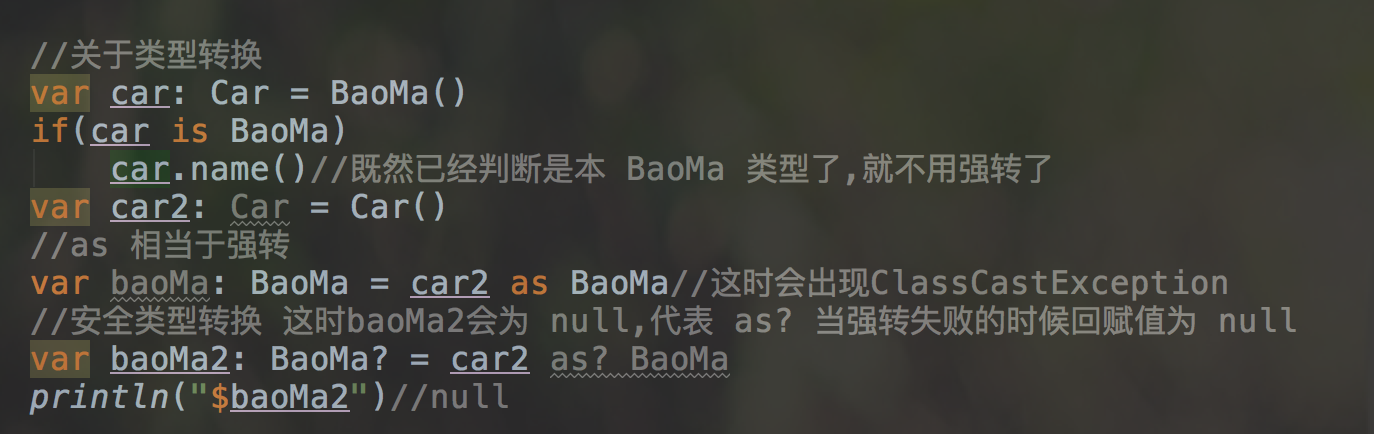 //关于类型转换
var car: Car = BaoMa()
if(car is BaoMa)
    car.name()//既然已经判断是本 BaoMa 类型了,就不用强转了
var car2: Car = Car()
//as 相当于强转
var baoMa: BaoMa = car2 as BaoMa//这时会出现ClassCastException
//安全类型转换 这时baoMa2会为 null,代表 as? 当强转失败的时候回赋值为 null
var baoMa2: BaoMa? = car2 as? BaoMa
println("$baoMa2")//null